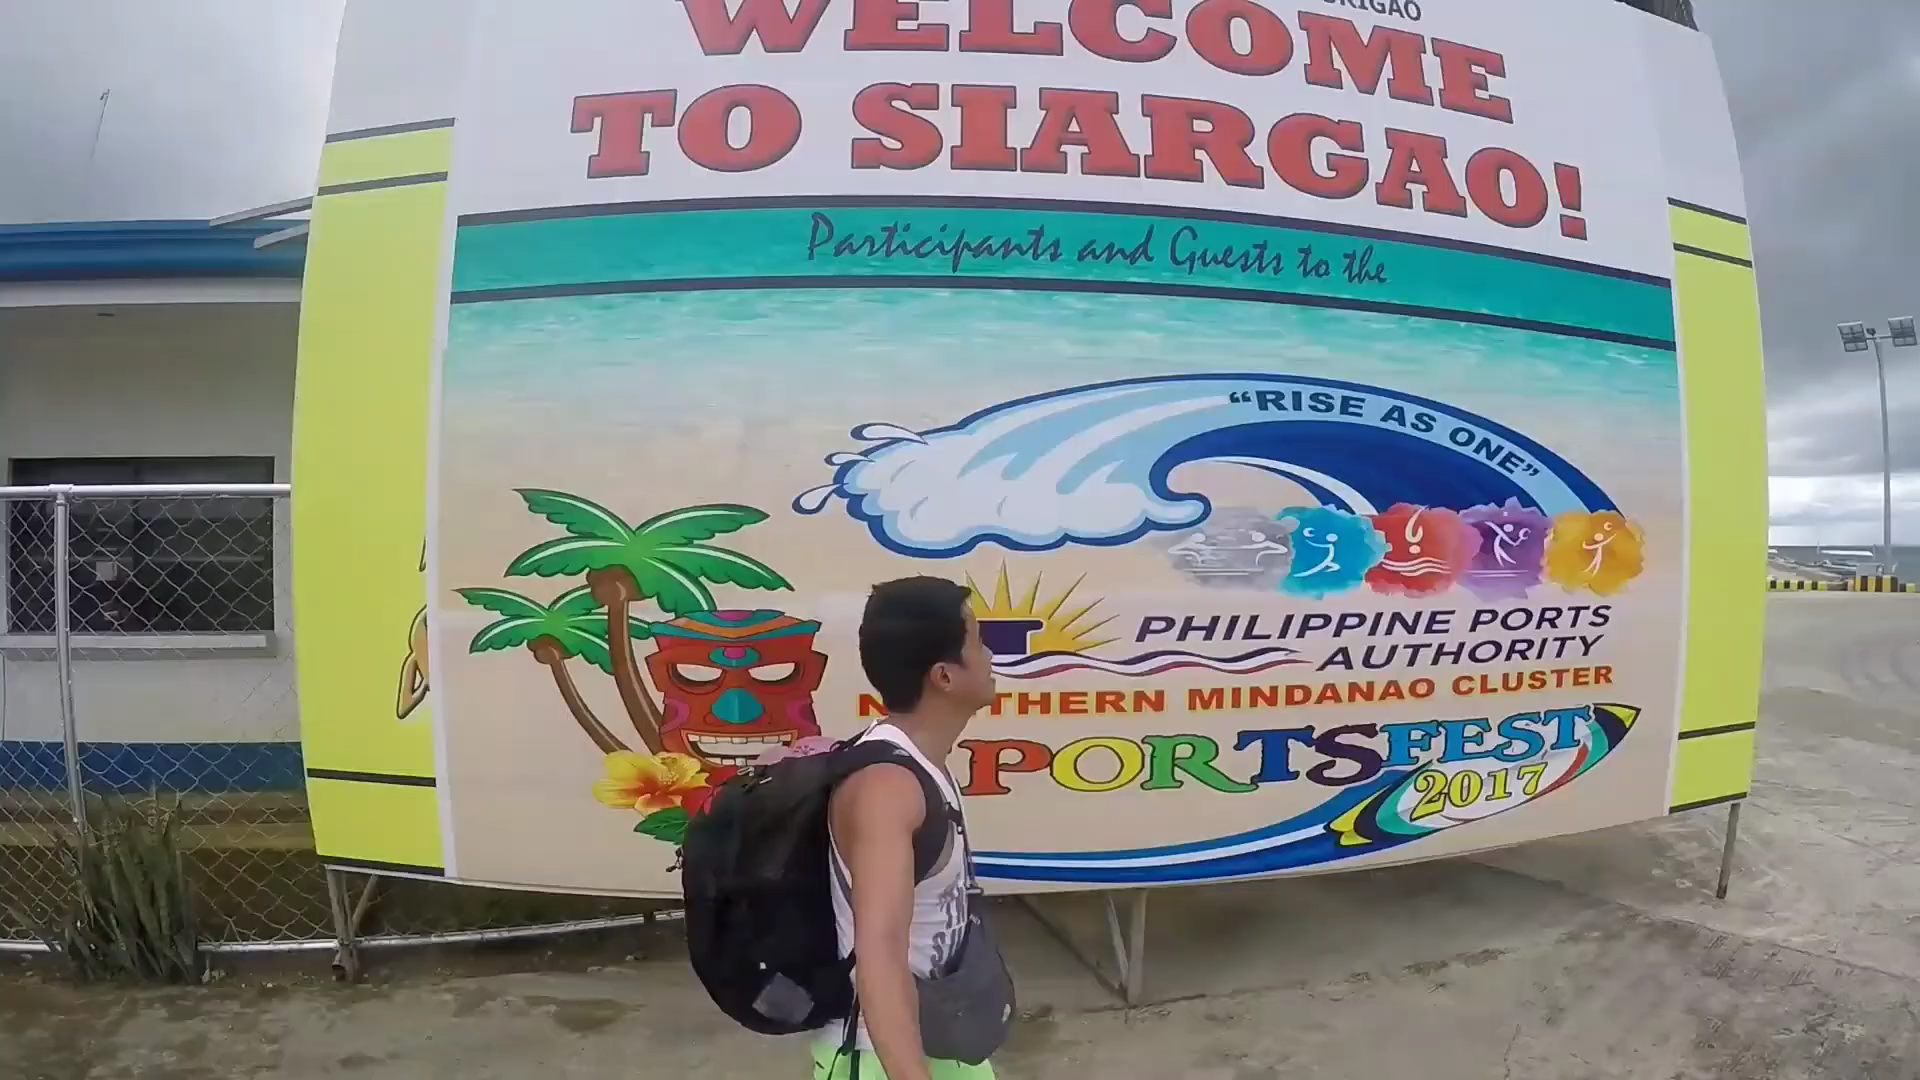 WELCOME
TO SIARGAO!
Participants and Guests to the
"RISE AS ONE"
PHILIPPINE PORTS
AUTHORITY
N THERN MINDANAO CLUSTER
PORTSFEST
2017